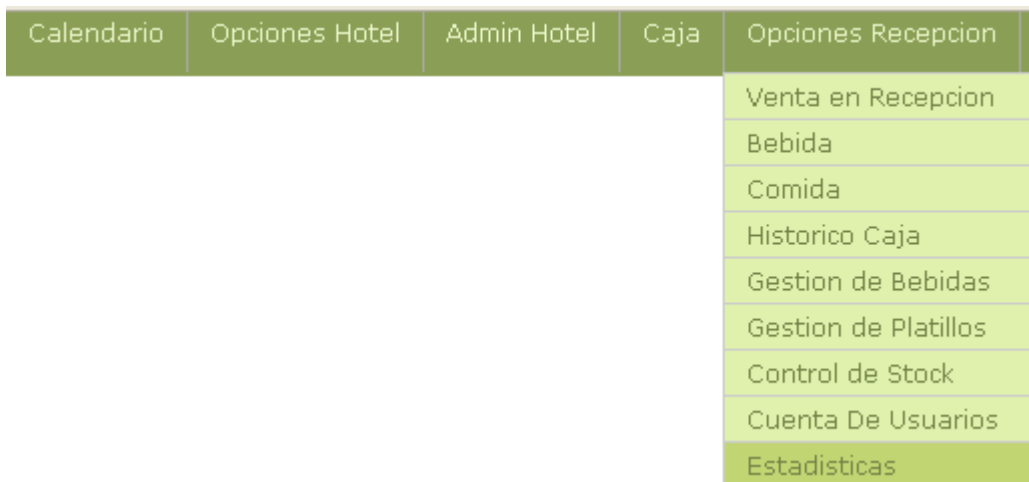 Calendario Opciones Hotel Admin Hotel Caja Opciones Recepcion
Venta en Recepcion
Bebida
Comida
Historico Caja
Gestion de Bebidas
Gestion de Platillos
Control de Stock
Cuenta De Usuarios
Estadisticas